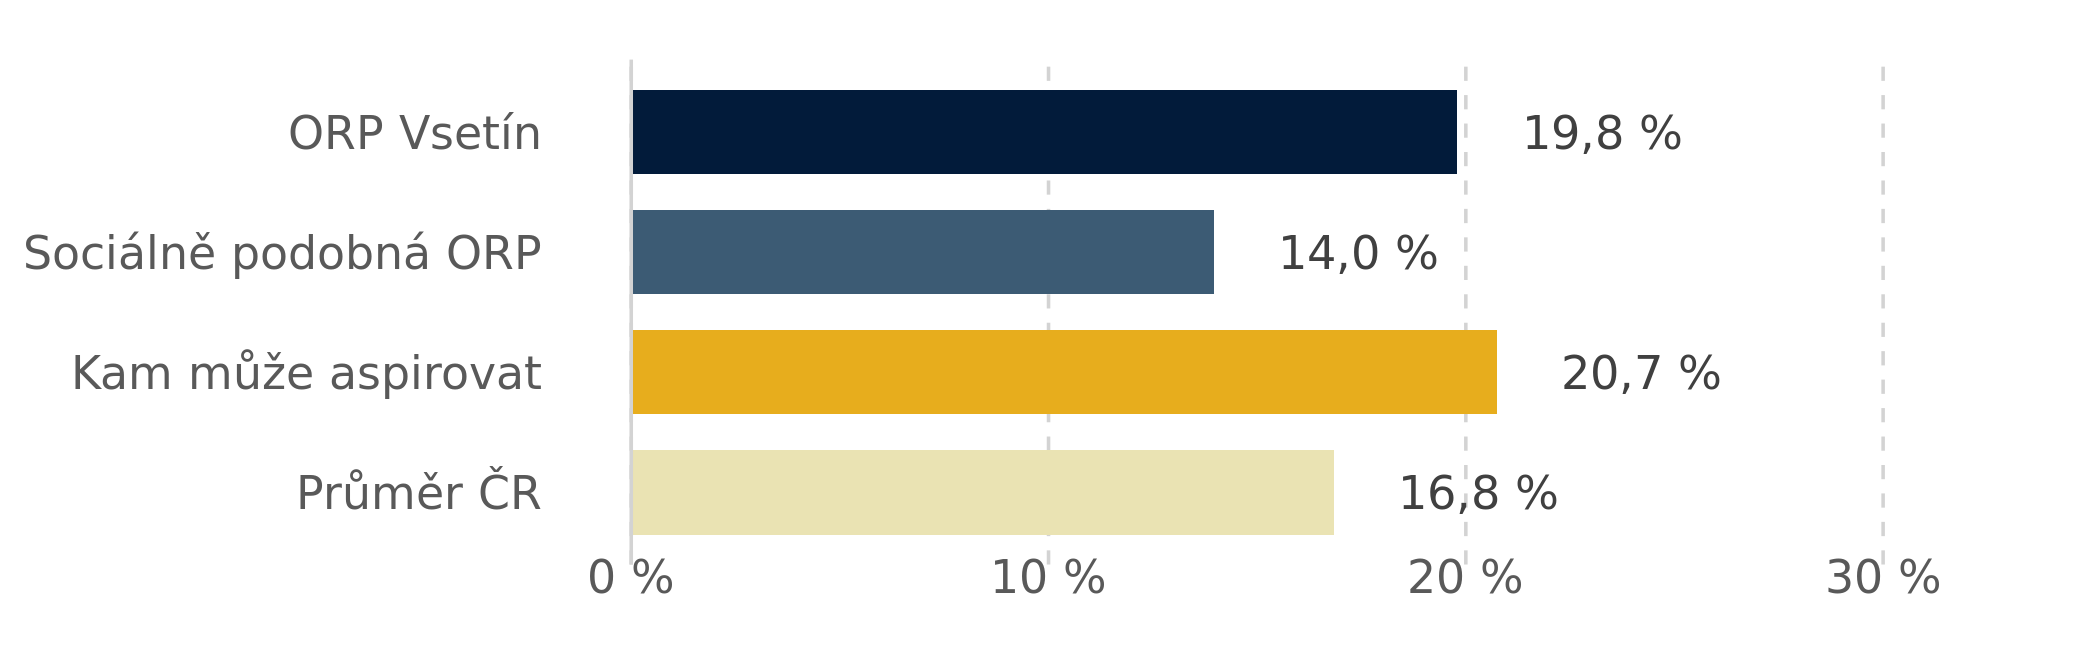 ORP Vsetín 19,8 %
Sociálně podobná ORP 14,0 %
Kam může aspirovat 20,7 %
Průměr ČR 16,8 %
0 % 10 % 20 % 30 %